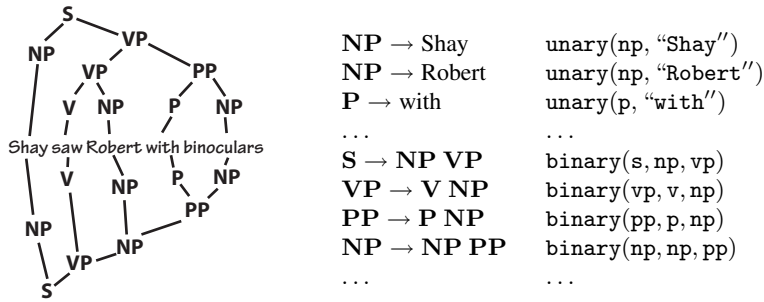 S
NP VP
VP PP
V NP P NP
Shay saw Robert with binoculars
V NP P NP
NP PP
VP NP
S
NP → Shay unary(np, “Shay″)
NP → Robert unary(np, “Robert″)
P → with unary(p, “with″)
... ...
S → NP VP binary(s, np, vp)
VP → V NP binary(vp, v, np)
PP → P NP binary(pp, p, np)
NP → NP PP binary(np, np, pp)
... ...